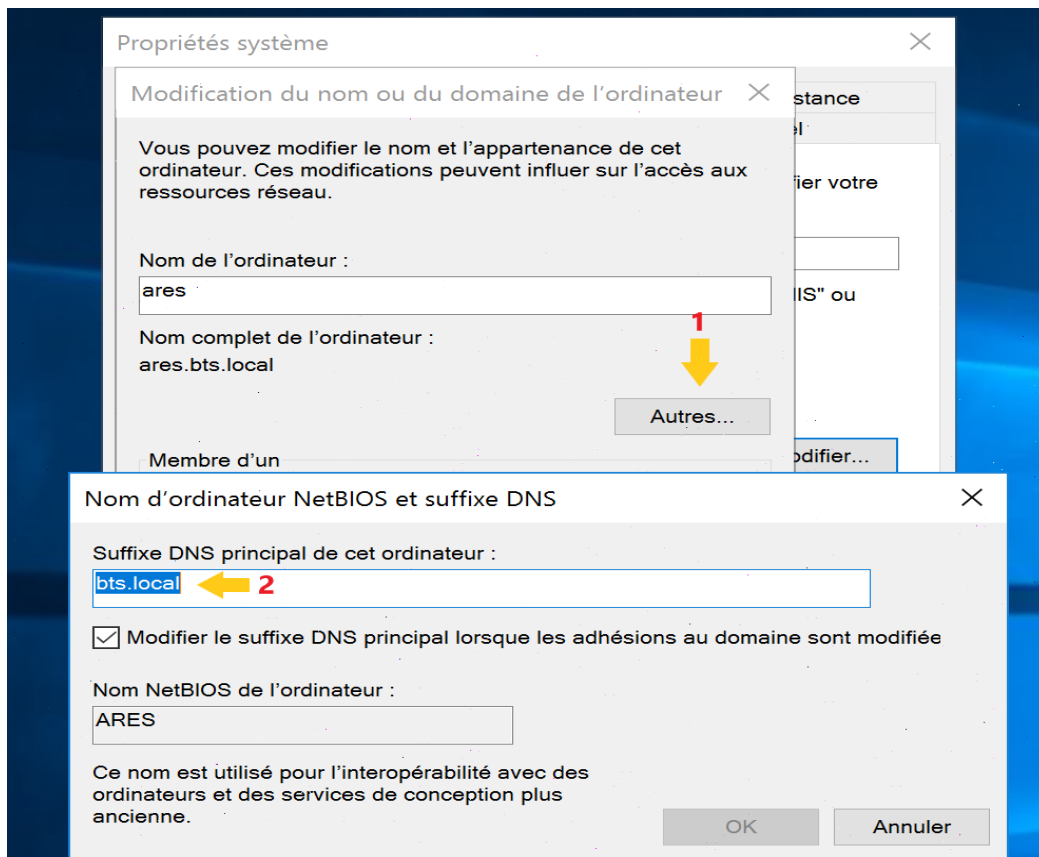 Propriétés système
Modification du nom ou du domaine de l'ordinateur
stance
el
Vous pouvez modifier le nom et l'appartenance de cet
ordinateur. Ces modifications peuvent influer sur l'accès aux
ressources réseau.
ier votre
Nom de l'ordinateur :
ares
IIS" ou
1
Nom complet de l'ordinateur :
ares.bts.local
Autres...
Membre d'un
odifier...
Nom d'ordinateur NetBIOS et suffixe DNS
Suffixe DNS principal de cet ordinateur :
bts.local 2
Modifier le suffixe DNS principal lorsque les adhésions au domaine sont modifiée
Nom NetBIOS de l'ordinateur :
ARES
Ce nom est utilisé pour l'interopérabilité avec des
ordinateurs et des services de conception plus
ancienne.
OK
Annuler